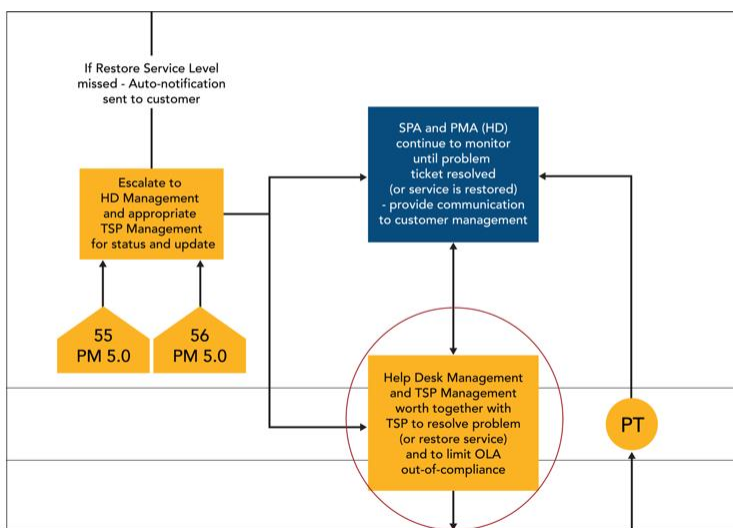 If Restore Service Level
missed - Auto-notification
sent to customer
SPA and PMA (HD)
continue to monitor
until problem
ticket resolved
(or service is restored)
- provide communication
to customer management
Escalate to
HD Management
and appropriate
TSP Management
for status and update
55
PM 5.0
56
PM 5.0
Help Desk Management
and TSP Management
worth together with
TSP to resolve problem
(or restore service)
and to limit OLA
out-of-compliance
PT